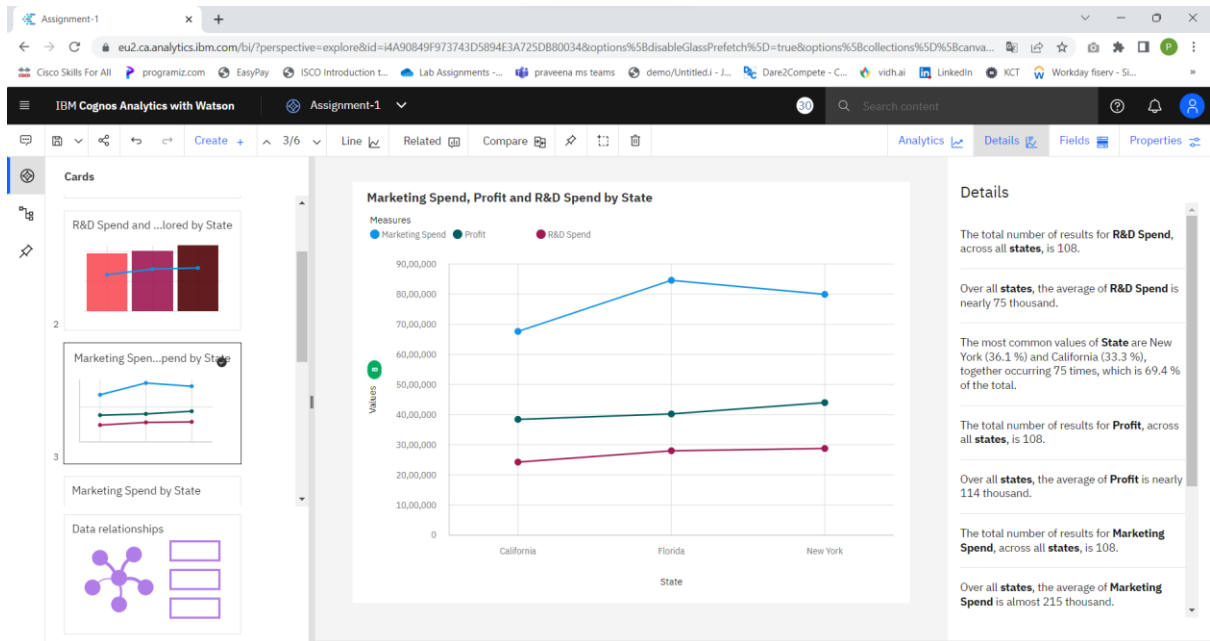 Assignment-1
eu2.ca.analytics.ibm.com/bi/?perspective=explore&id=i4A90849F973743D5894E3A725DB80034&options%5BdisableGlassPrefetch%5D=true&options%5Bcollections%5D%5Bcanva...
Cisco Skills For All programiz.com EasyPay ISCO Introduction t... Lab Assignments -... praveena ms teams demo/Untitled.i - J... Dare2Compete - C... vidh.ai LinkedIn KCT Workday fiserv - Si... »
IBM Cognos Analytics with Watson Assignment-1 30 Search content
Create + 3/6 Line Related Compare Analytics Details Fields Properties
Cards
R&D Spend and ...lored by State
2
Marketing Spen...pend by State
3
Marketing Spend by State
Data relationships
Marketing Spend, Profit and R&D Spend by State
Measures
Marketing Spend Profit R&D Spend
90,00,000
80,00,000
70,00,000
60,00,000
50,00,000
40,00,000
30,00,000
20,00,000
10,00,000
0
Values
California Florida New York
State
Details
The total number of results for R&D Spend,
across all states, is 108.
Over all states, the average of R&D Spend is
nearly 75 thousand.
The most common values of State are New
York (36.1 %) and California (33.3 %),
together occurring 75 times, which is 69.4 %
of the total.
The total number of results for Profit, across
all states, is 108.
Over all states, the average of Profit is nearly
114 thousand.
The total number of results for Marketing
Spend, across all states, is 108.
Over all states, the average of Marketing
Spend is almost 215 thousand.